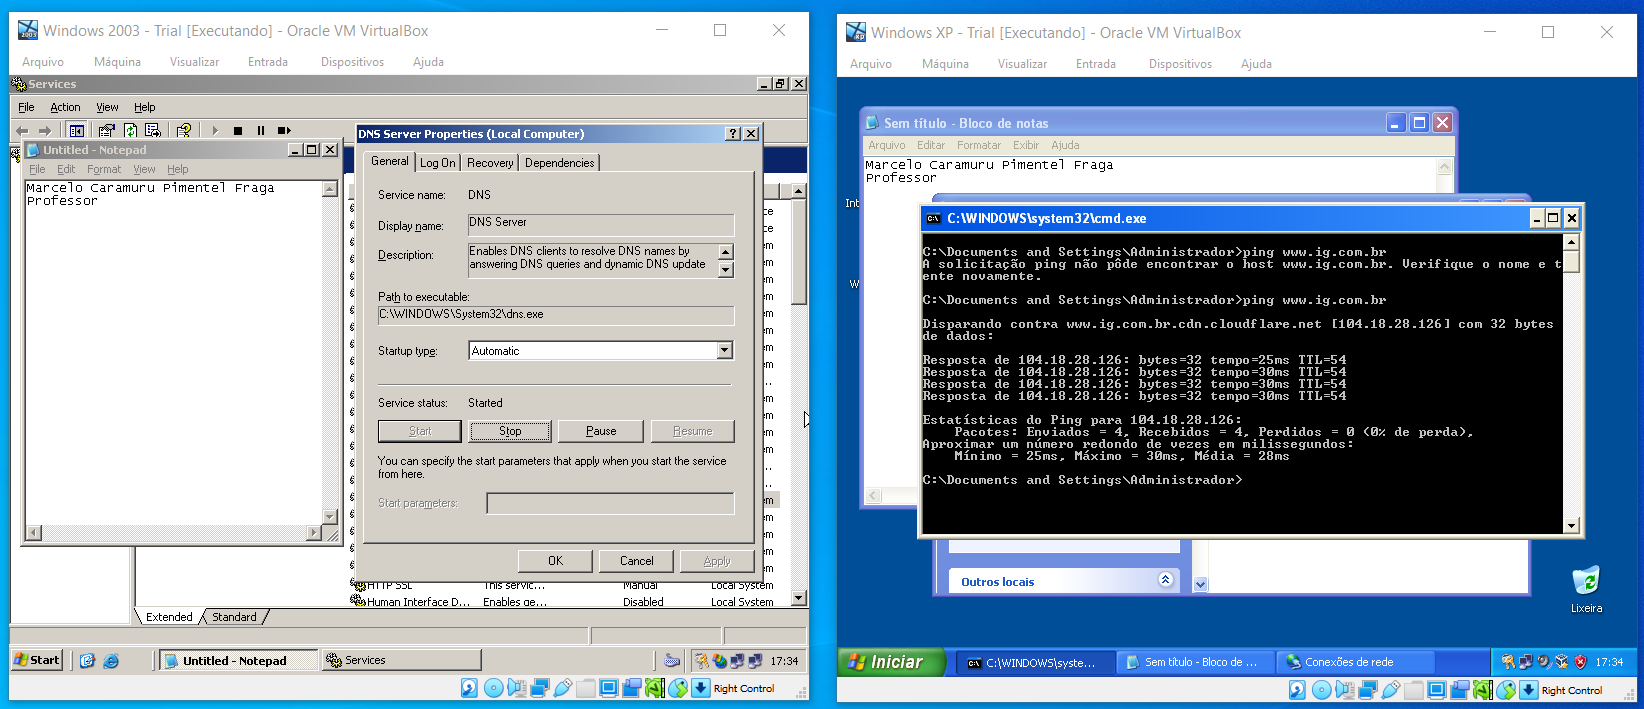 Windows 2003 - Trial [Executando] - Oracle VM VirtualBox
Arquivo Máquina Visualizar Entrada Dispositivos Ajuda
Services
File Action View Help
Untitled - Notepad
File Edit Format View Help
Marcelo Caramuru Pimentel Fraga
Professor
DNS Server Properties (Local Computer)
General Log On Recovery Dependencies
Service name: DNS
Display name: DNS Server
Description: Enables DNS clients to resolve DNS names by
answering DNS queries and dynamic DNS update
Path to executable:
C:\WINDOWS\System32\dns.exe
Startup type: Automatic
Service status: Started
Start Stop Pause Resume
You can specify the start parameters that apply when you start the service
from here.
Start parameters:
OK Cancel Apply
HTTP SSL This servic... Manual Local System
Human Interface D... Enables ge... Disabled Local System
Extended Standard
Start Untitled - Notepad Services 17:34
Right Control
Windows XP - Trial [Executando] - Oracle VM VirtualBox
Arquivo Máquina Visualizar Entrada Dispositivos Ajuda
Sem título - Bloco de notas
Arquivo Editar Formatar Exibir Ajuda
Marcelo Caramuru Pimentel Fraga
Professor
C:\WINDOWS\system32\cmd.exe
C:\Documents and Settings\Administrador>ping www.ig.com.br
A solicitação ping não pôde encontrar o host www.ig.com.br. Verifique o nome e t
ente novamente.
C:\Documents and Settings\Administrador>ping www.ig.com.br
Disparando contra www.ig.com.br.cdn.cloudflare.net [104.18.28.126] com 32 bytes
de dados:
Resposta de 104.18.28.126: bytes=32 tempo=25ms TTL=54
Resposta de 104.18.28.126: bytes=32 tempo=30ms TTL=54
Resposta de 104.18.28.126: bytes=32 tempo=30ms TTL=54
Resposta de 104.18.28.126: bytes=32 tempo=30ms TTL=54
Estatísticas do Ping para 104.18.28.126:
Pacotes: Enviados = 4, Recebidos = 4, Perdidos = 0 (0% de perda),
Aproximar um número redondo de vezes em milissegundos:
Mínimo = 25ms, Máximo = 30ms, Média = 28ms
C:\Documents and Settings\Administrador>
Outros locais
Lixeira
Iniciar C:\WINDOWS\syste... Sem título - Bloco de ... Conexões de rede 17:34
Right Control